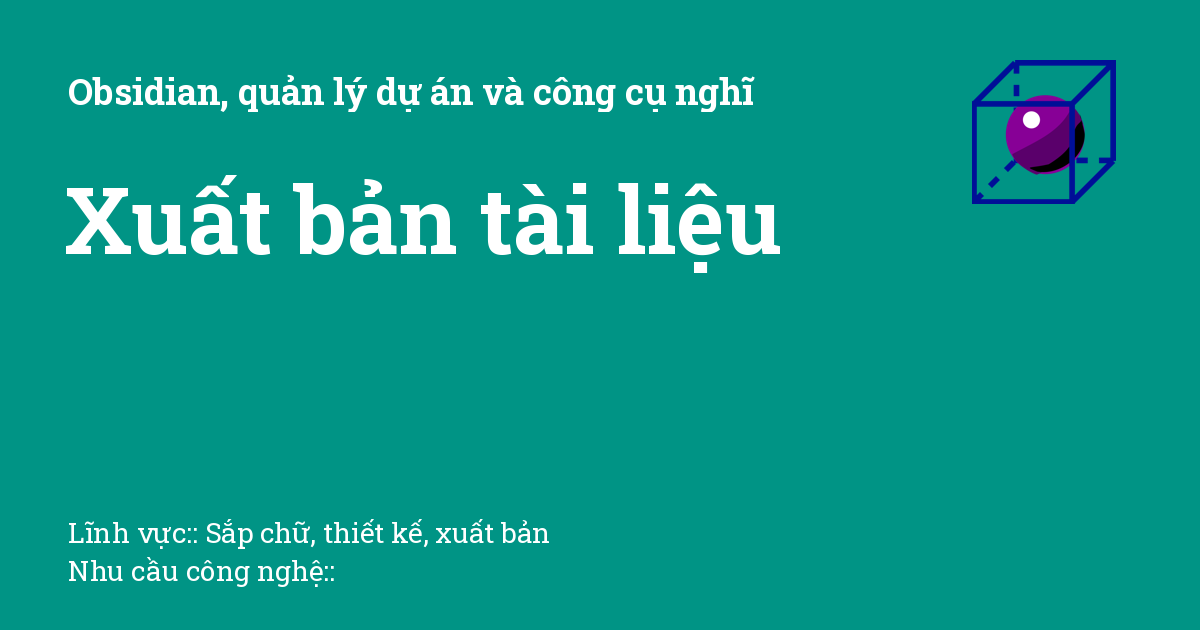 Obsidian, quản lý dự án và công cụ nghĩ
Xuất bản tài liệu
Lĩnh vực:: Sắp chữ, thiết kế, xuất bản
Nhu cầu công nghệ::